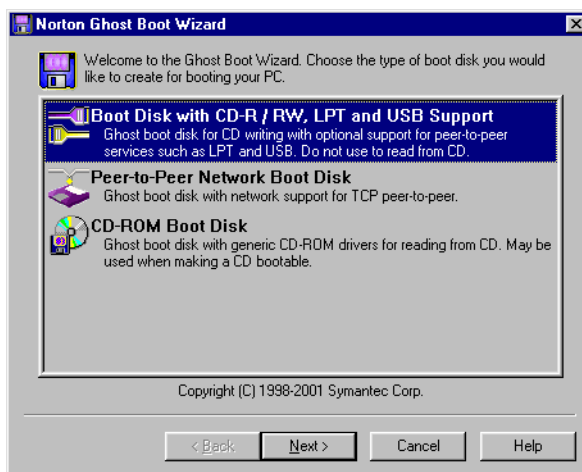 Norton Ghost Boot Wizard
Welcome to the Ghost Boot Wizard. Choose the type of boot disk you would
like to create for booting your PC.
Boot Disk with CD-R / RW, LPT and USB Support
Ghost boot disk for CD writing with optional support for peer-to-peer
services such as LPT and USB. Do not use to read from CD.
Peer-to-Peer Network Boot Disk
Ghost boot disk with network support for TCP peer-to-peer.
CD-ROM Boot Disk
Ghost boot disk with generic CD-ROM drivers for reading from CD. May be
used when making a CD bootable.
Copyright (C) 1998-2001 Symantec Corp.
< Back Next > Cancel Help